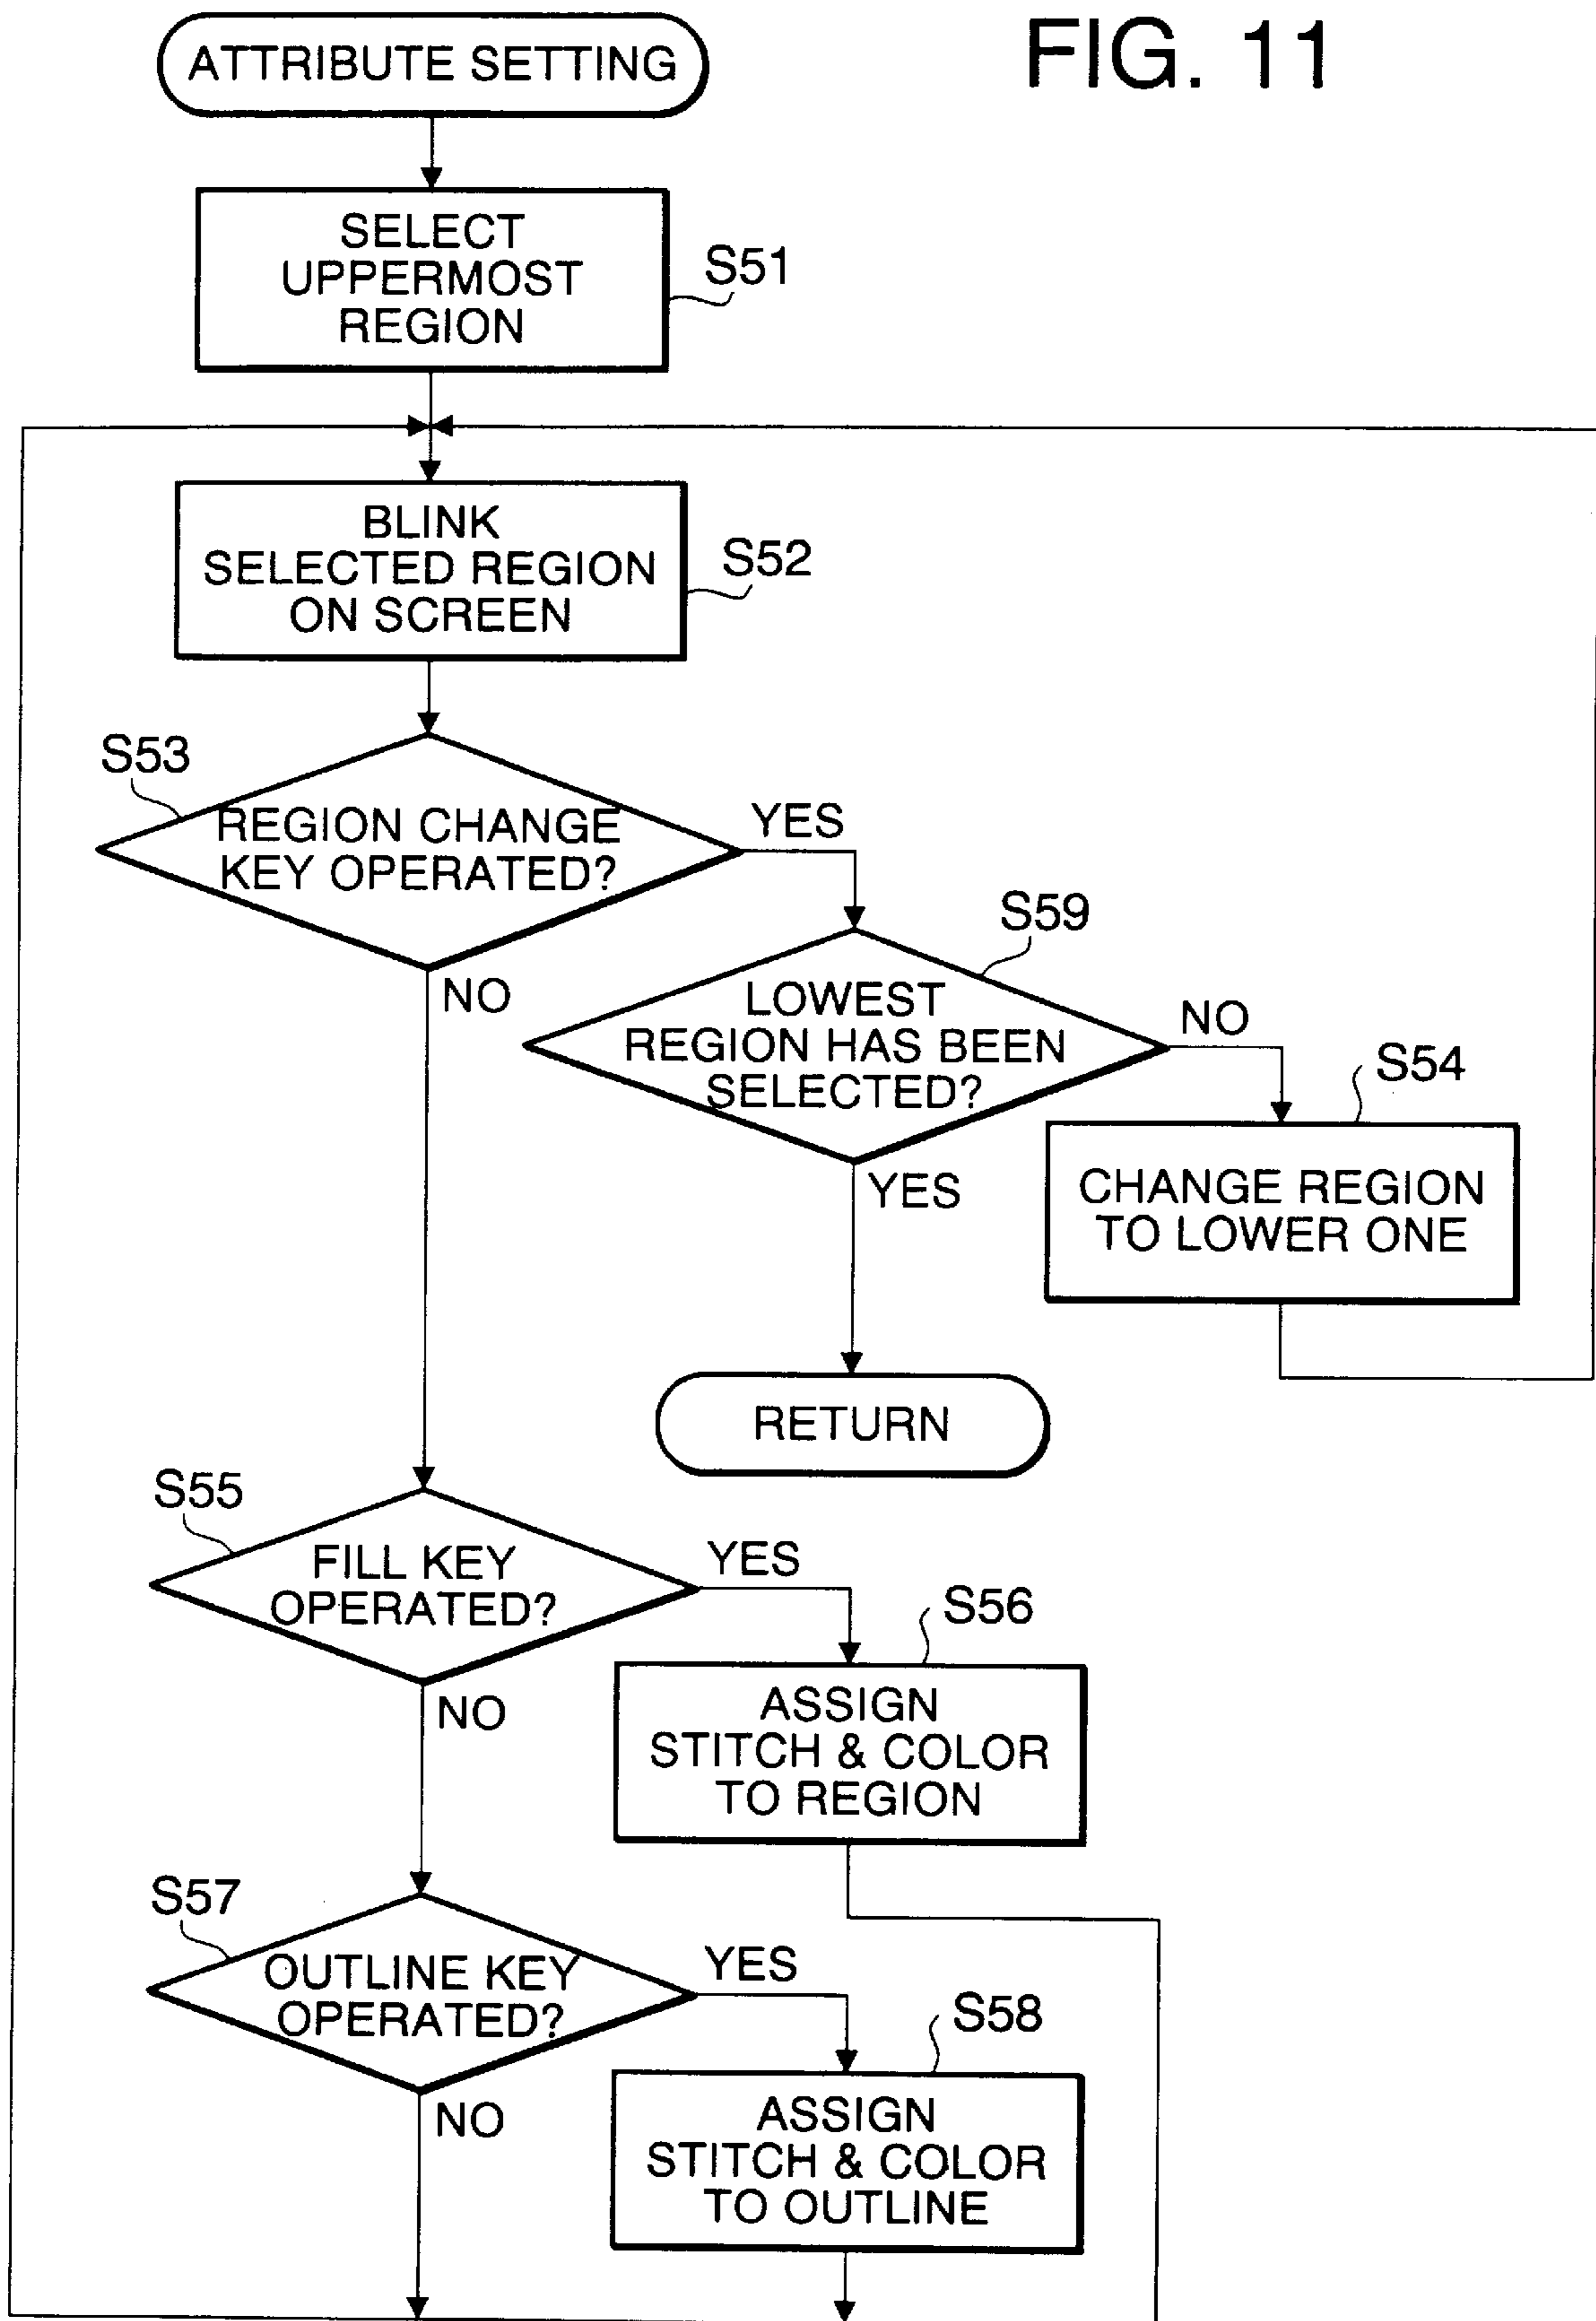 FIG. 11
ATTRIBUTE SETTING
SELECT
UPPERMOST
REGION
S51
BLINK
SELECTED REGION
ON SCREEN
S52
S53
REGION CHANGE
KEY OPERATED?
YES
NO
S59
LOWEST
REGION HAS BEEN
SELECTED?
NO
YES
S54
CHANGE REGION
TO LOWER ONE
RETURN
S55
FILL KEY
OPERATED?
YES
NO
S56
ASSIGN
STITCH & COLOR
TO REGION
S57
OUTLINE KEY
OPERATED?
YES
NO
S58
ASSIGN
STITCH & COLOR
TO OUTLINE